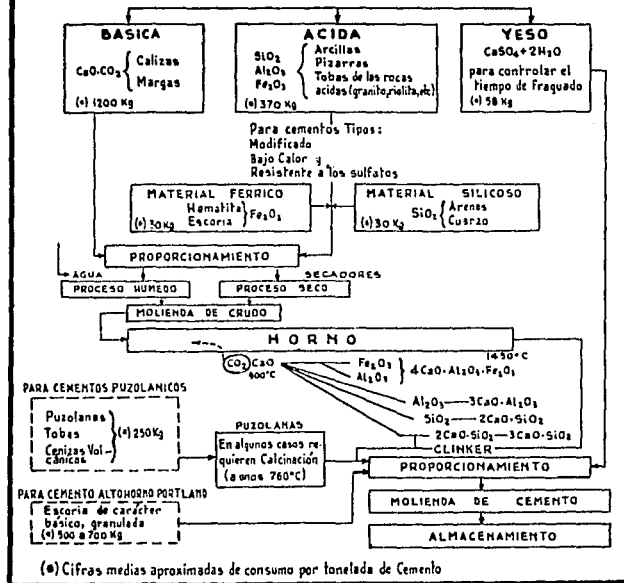 BASICA
CaO·CO₂
Calizas
Margas
(•) 1200 Kg
ACIDA
SiO₂
Al₂O₃
Fe₂O₃
Arcillas
Pizarras
Tobas de las rocas
acidas (granito, riolita, etc)
(•) 370 Kg
YESO
CaSO₄+2H₂O
para controlar el
tiempo de fraguado
(•) 58 Kg
Para cementos Tipos:
Modificado
Bajo Calor y
Resistente a los sulfatos
MATERIAL FERRICO
Hematita
Escoria
Fe₂O₃
(•) 30 Kg
MATERIAL SILICOSO
SiO₂
Arenas
Cuarzo
(•) 30 Kg
PROPORCIONAMIENTO
AGUA
SECADORES
PROCESO HUMEDO
PROCESO SECO
MOLIENDA DE CRUDO
HORNO
1450°C
CO₂ CaO
900°C
Fe₂O₃
Al₂O₃
4CaO·Al₂O₃·Fe₂O₃
Al₂O₃—3CaO·Al₂O₃
SiO₂—2CaO·SiO₂
2CaO·SiO₂—3CaO·SiO₂
CLINKER
PARA CEMENTOS PUZOLANICOS
Puzolanas
Tobas
Cenizas Vol-
cánicas
(•) 250 Kg
PUZOLANAS
En algunos casos re
quieren Calcinación
(a unos 760°C)
PROPORCIONAMIENTO
PARA CEMENTO ALTOHORNO PORTLAND
Escoria de carácter
básico, granulada
(•) 500 a 700 Kg
MOLIENDA DE CEMENTO
ALMACENAMIENTO
(•) Cifras medias aproximadas de consumo por tonelada de Cemento